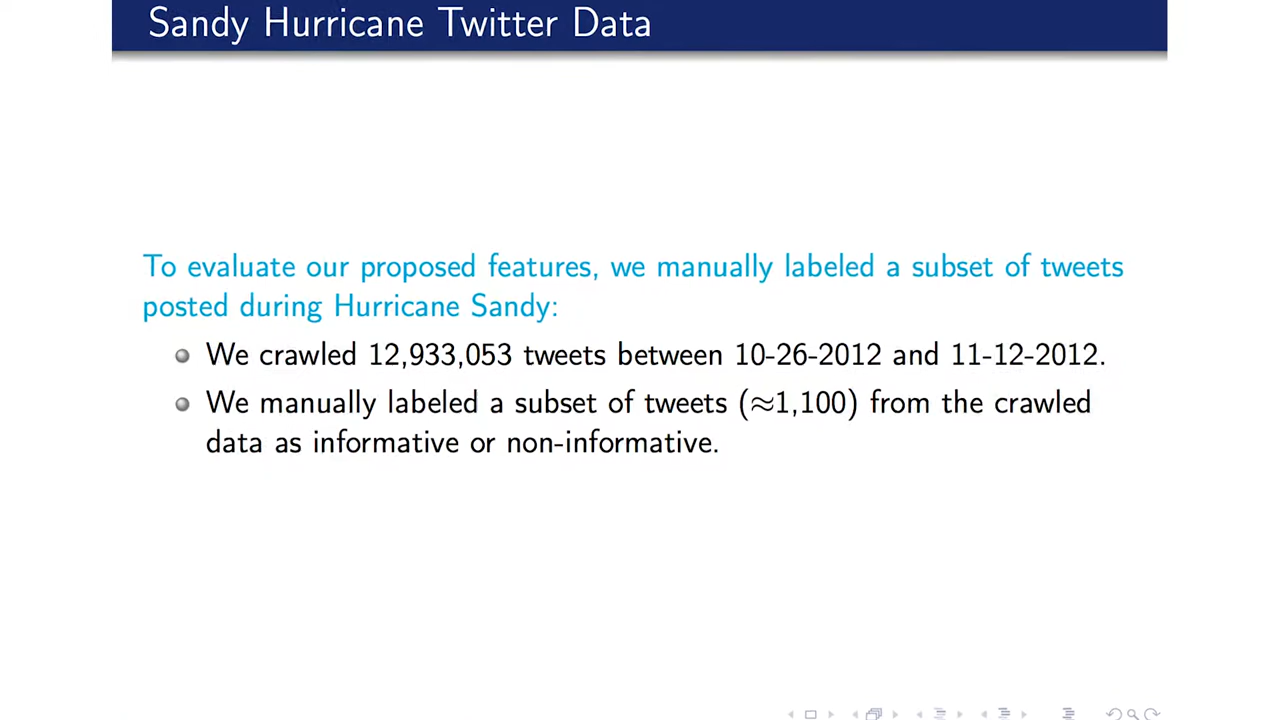 Sandy Hurricane Twitter Data
To evaluate our proposed features, we manually labeled a subset of tweets
posted during Hurricane Sandy:
We crawled 12,933,053 tweets between 10-26-2012 and 11-12-2012.
We manually labeled a subset of tweets (≈1,100) from the crawled
data as informative or non-informative.